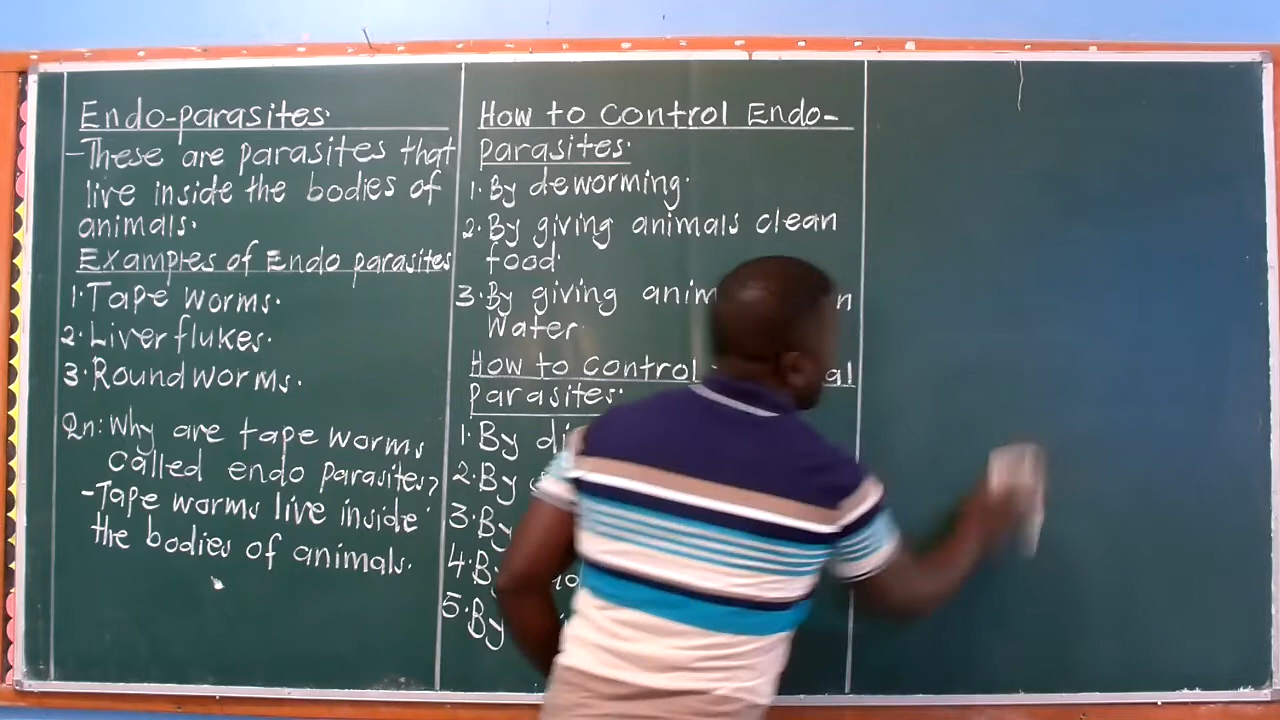 Endo-parasites.
-These are parasites that
live inside the bodies of
animals.
Examples of Endo parasites
1. Tape worms.
2. Liver flukes.
3. Round worms.
Qn: Why are tape worms
called endo parasites?
-Tape worms live inside
the bodies of animals.
How to control Endo-
parasites.
1. By deworming.
2. By giving animals clean
food.
3. By giving
Water.
How to control
parasites.
1. By
2. By
3. By
4.
5. By